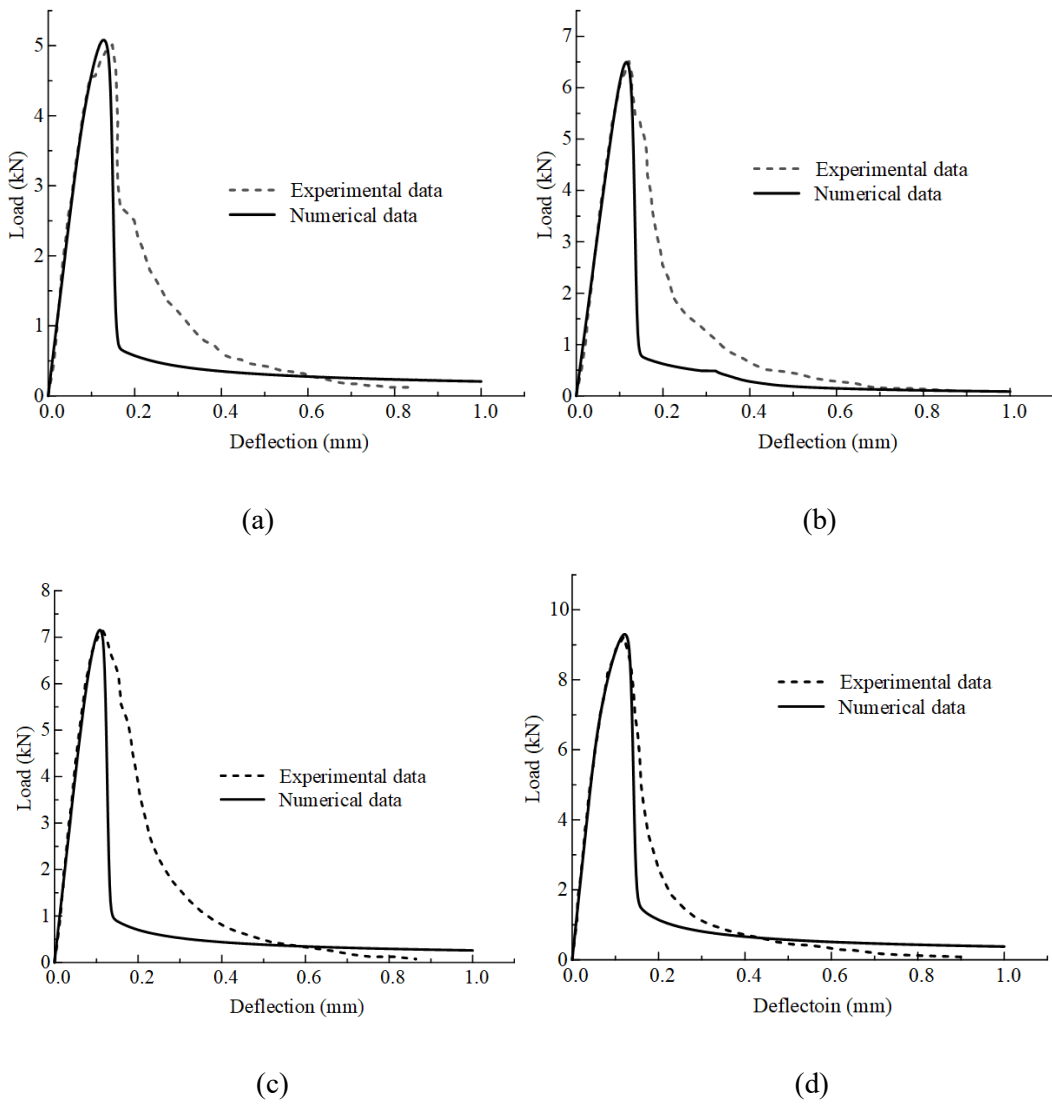 5
4
3
2
1
0
Load (kN)
Experimental data
Numerical data
0.0 0.2 0.4 0.6 0.8 1.0
Deflection (mm)
(a)
7
6
5
4
3
2
1
0
Load (kN)
Experimental data
Numerical data
0.0 0.2 0.4 0.6 0.8 1.0
Deflection (mm)
(b)
8
7
6
5
4
3
2
1
0
Load (kN)
Experimental data
Numerical data
0.0 0.2 0.4 0.6 0.8 1.0
Deflection (mm)
(c)
10
8
6
4
2
0
Load (kN)
Experimental data
Numerical data
0.0 0.2 0.4 0.6 0.8 1.0
Deflectoin (mm)
(d)